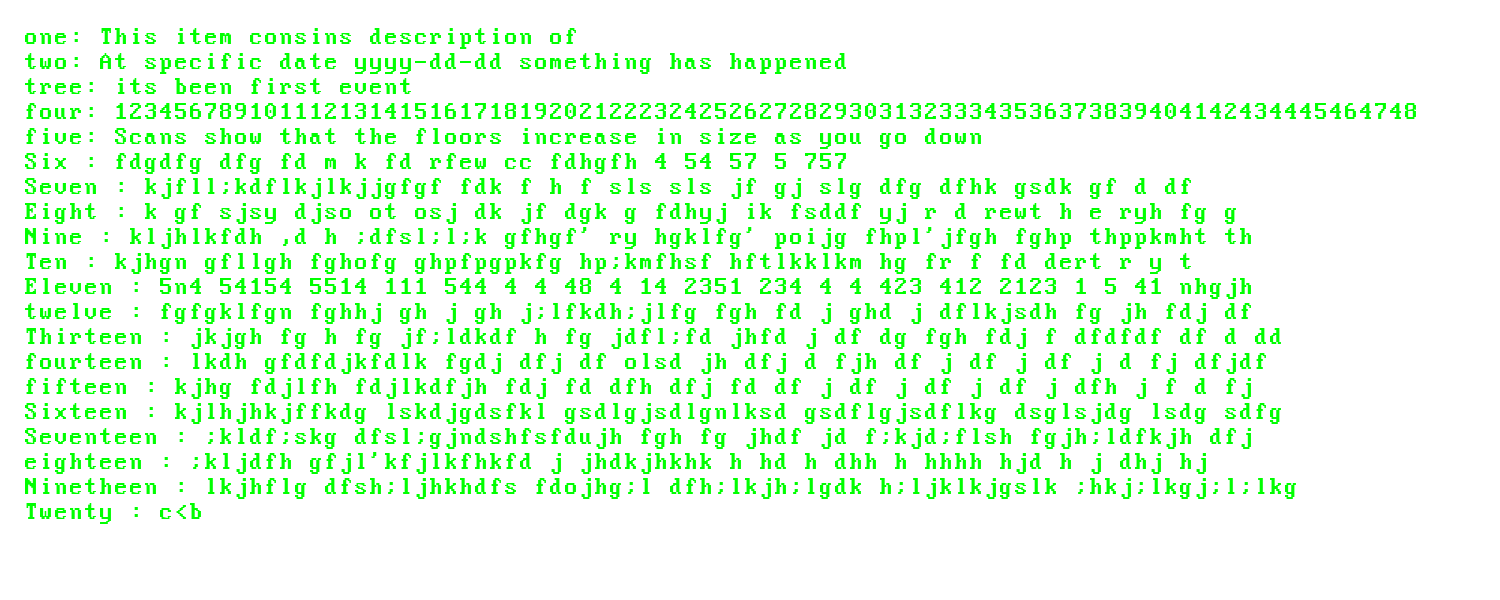 one: This item consins description of
two: At specific date yyyy-dd-dd something has happened
tree: its been first event
four: 123456789101112131415161718192021222324252627282930313233343536373839404142434445464748
five: Scans show that the floors increase in size as you go down
Six : fdgdfg dfg fd m k fd rfew cc fdhgfh 4 54 57 5 757
Seven : kjfll;kdflkjlkjjgfgf fdk f h f sls sls jf gj slg dfg dfhk gsdk gf d df
Eight : k gf sjsy djso ot osj dk jf dgk g fdhyj ik fsddf yj r d rewt h e ryh fg g
Nine : kljhlkfdh ,d h ;dfsl;l;k gfhgf' ry hgklfg' poijg fhpl'jfgh fghp thppkmht th
Ten : kjhgn gfllgh fghofg ghpfpgpkfg hp;kmfhsf hftlkklkm hg fr f fd dert r y t
Eleven : 5n4 54154 5514 111 544 4 4 48 4 14 2351 234 4 4 423 412 2123 1 5 41 nhgjh
twelve : fgfgklfgn fghhj gh j gh j;lfkdh;jlfg fgh fd j ghd j dflkjsdh fg jh fdj df
Thirteen : jkjgh fg h fg jf;ldkdf h fg jdfl;fd jhfd j df dg fgh fdj f dfdfdf df d dd
fourteen : lkdh gfdfdjkfdlk fgdj dfj df olsd jh dfj d fjh df j df j df j d fj dfjdf
fifteen : kjhg fdjlfh fdjlkdfjh fdj fd dfh dfj fd df j df j df j df j dfh j f d fj
Sixteen : kjlhjhkjffkdg lskdjgdsfkl gsdlgjsdlgnlksd gsdflgjsdflkg dsglsjdg lsdg sdfg
Seventeen : ;kldf;skg dfsl;gjndshfsfdujh fgh fg jhdf jd f;kjd;flsh fgjh;ldfkjh dfj
eighteen : ;kljdfh gfjl'kfjlkfhkfd j jhdkjhkhk h hd h dhh h hhhh hjd h j dhj hj
Ninetheen : lkjhflg dfsh;ljhkhdfs fdojhg;l dfh;lkjh;lgdk h;ljklkjgslk ;hkj;lkgj;l;lkg
Twenty : c<b